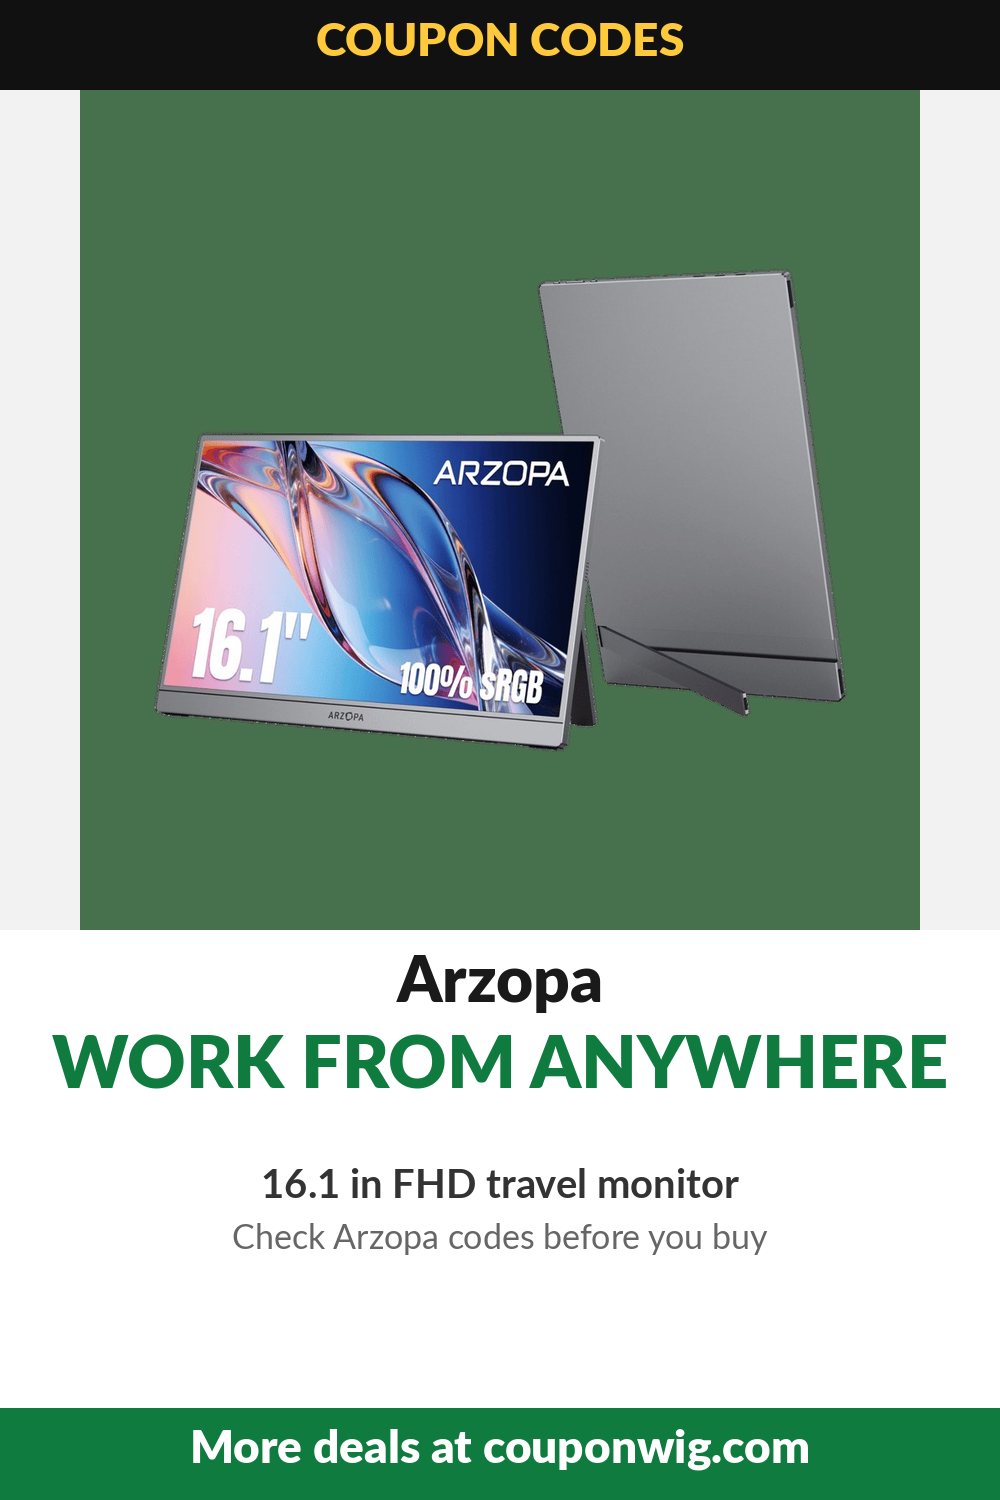 COUPON CODES
ARZOPA
16.1"
100% sRGB
ARZOPA
Arzopa
WORK FROM ANYWHERE
16.1 in FHD travel monitor
Check Arzopa codes before you buy
More deals at couponwig.com